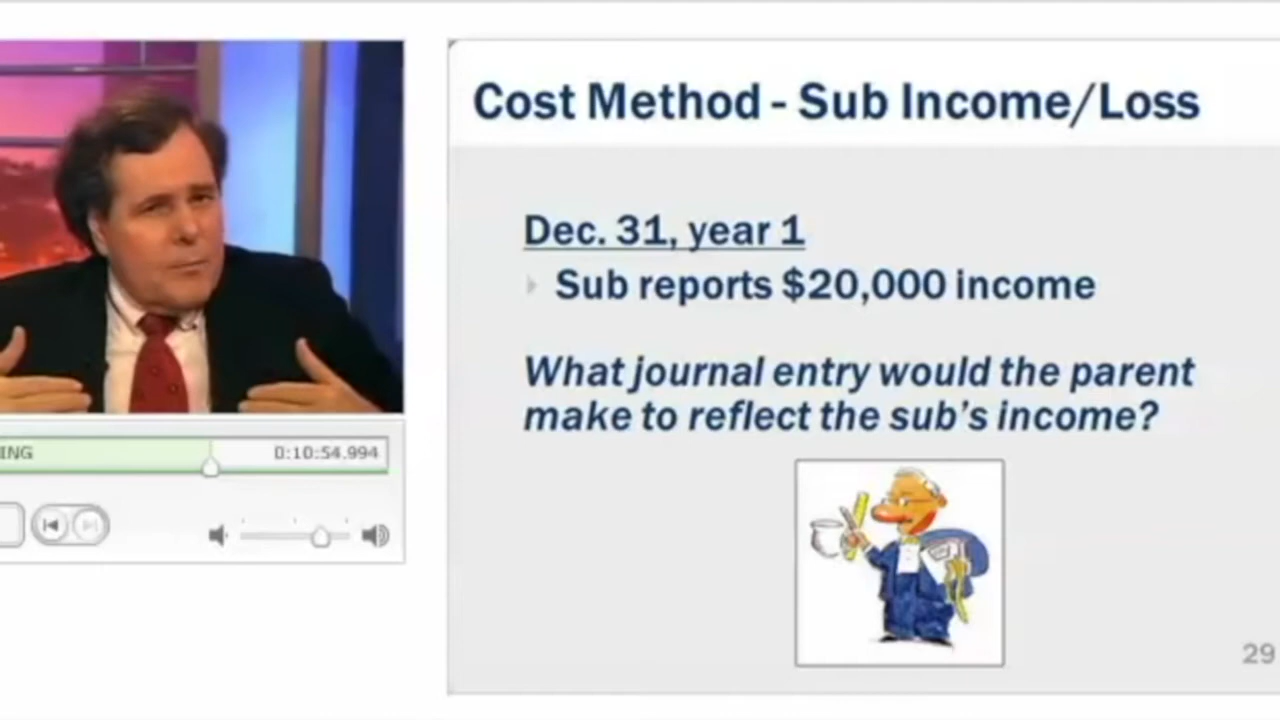 Cost Method - Sub Income/Loss
Dec. 31, year 1
Sub reports $20,000 income
What journal entry would the parent
make to reflect the sub's income?
ING
0:10:54.994
29